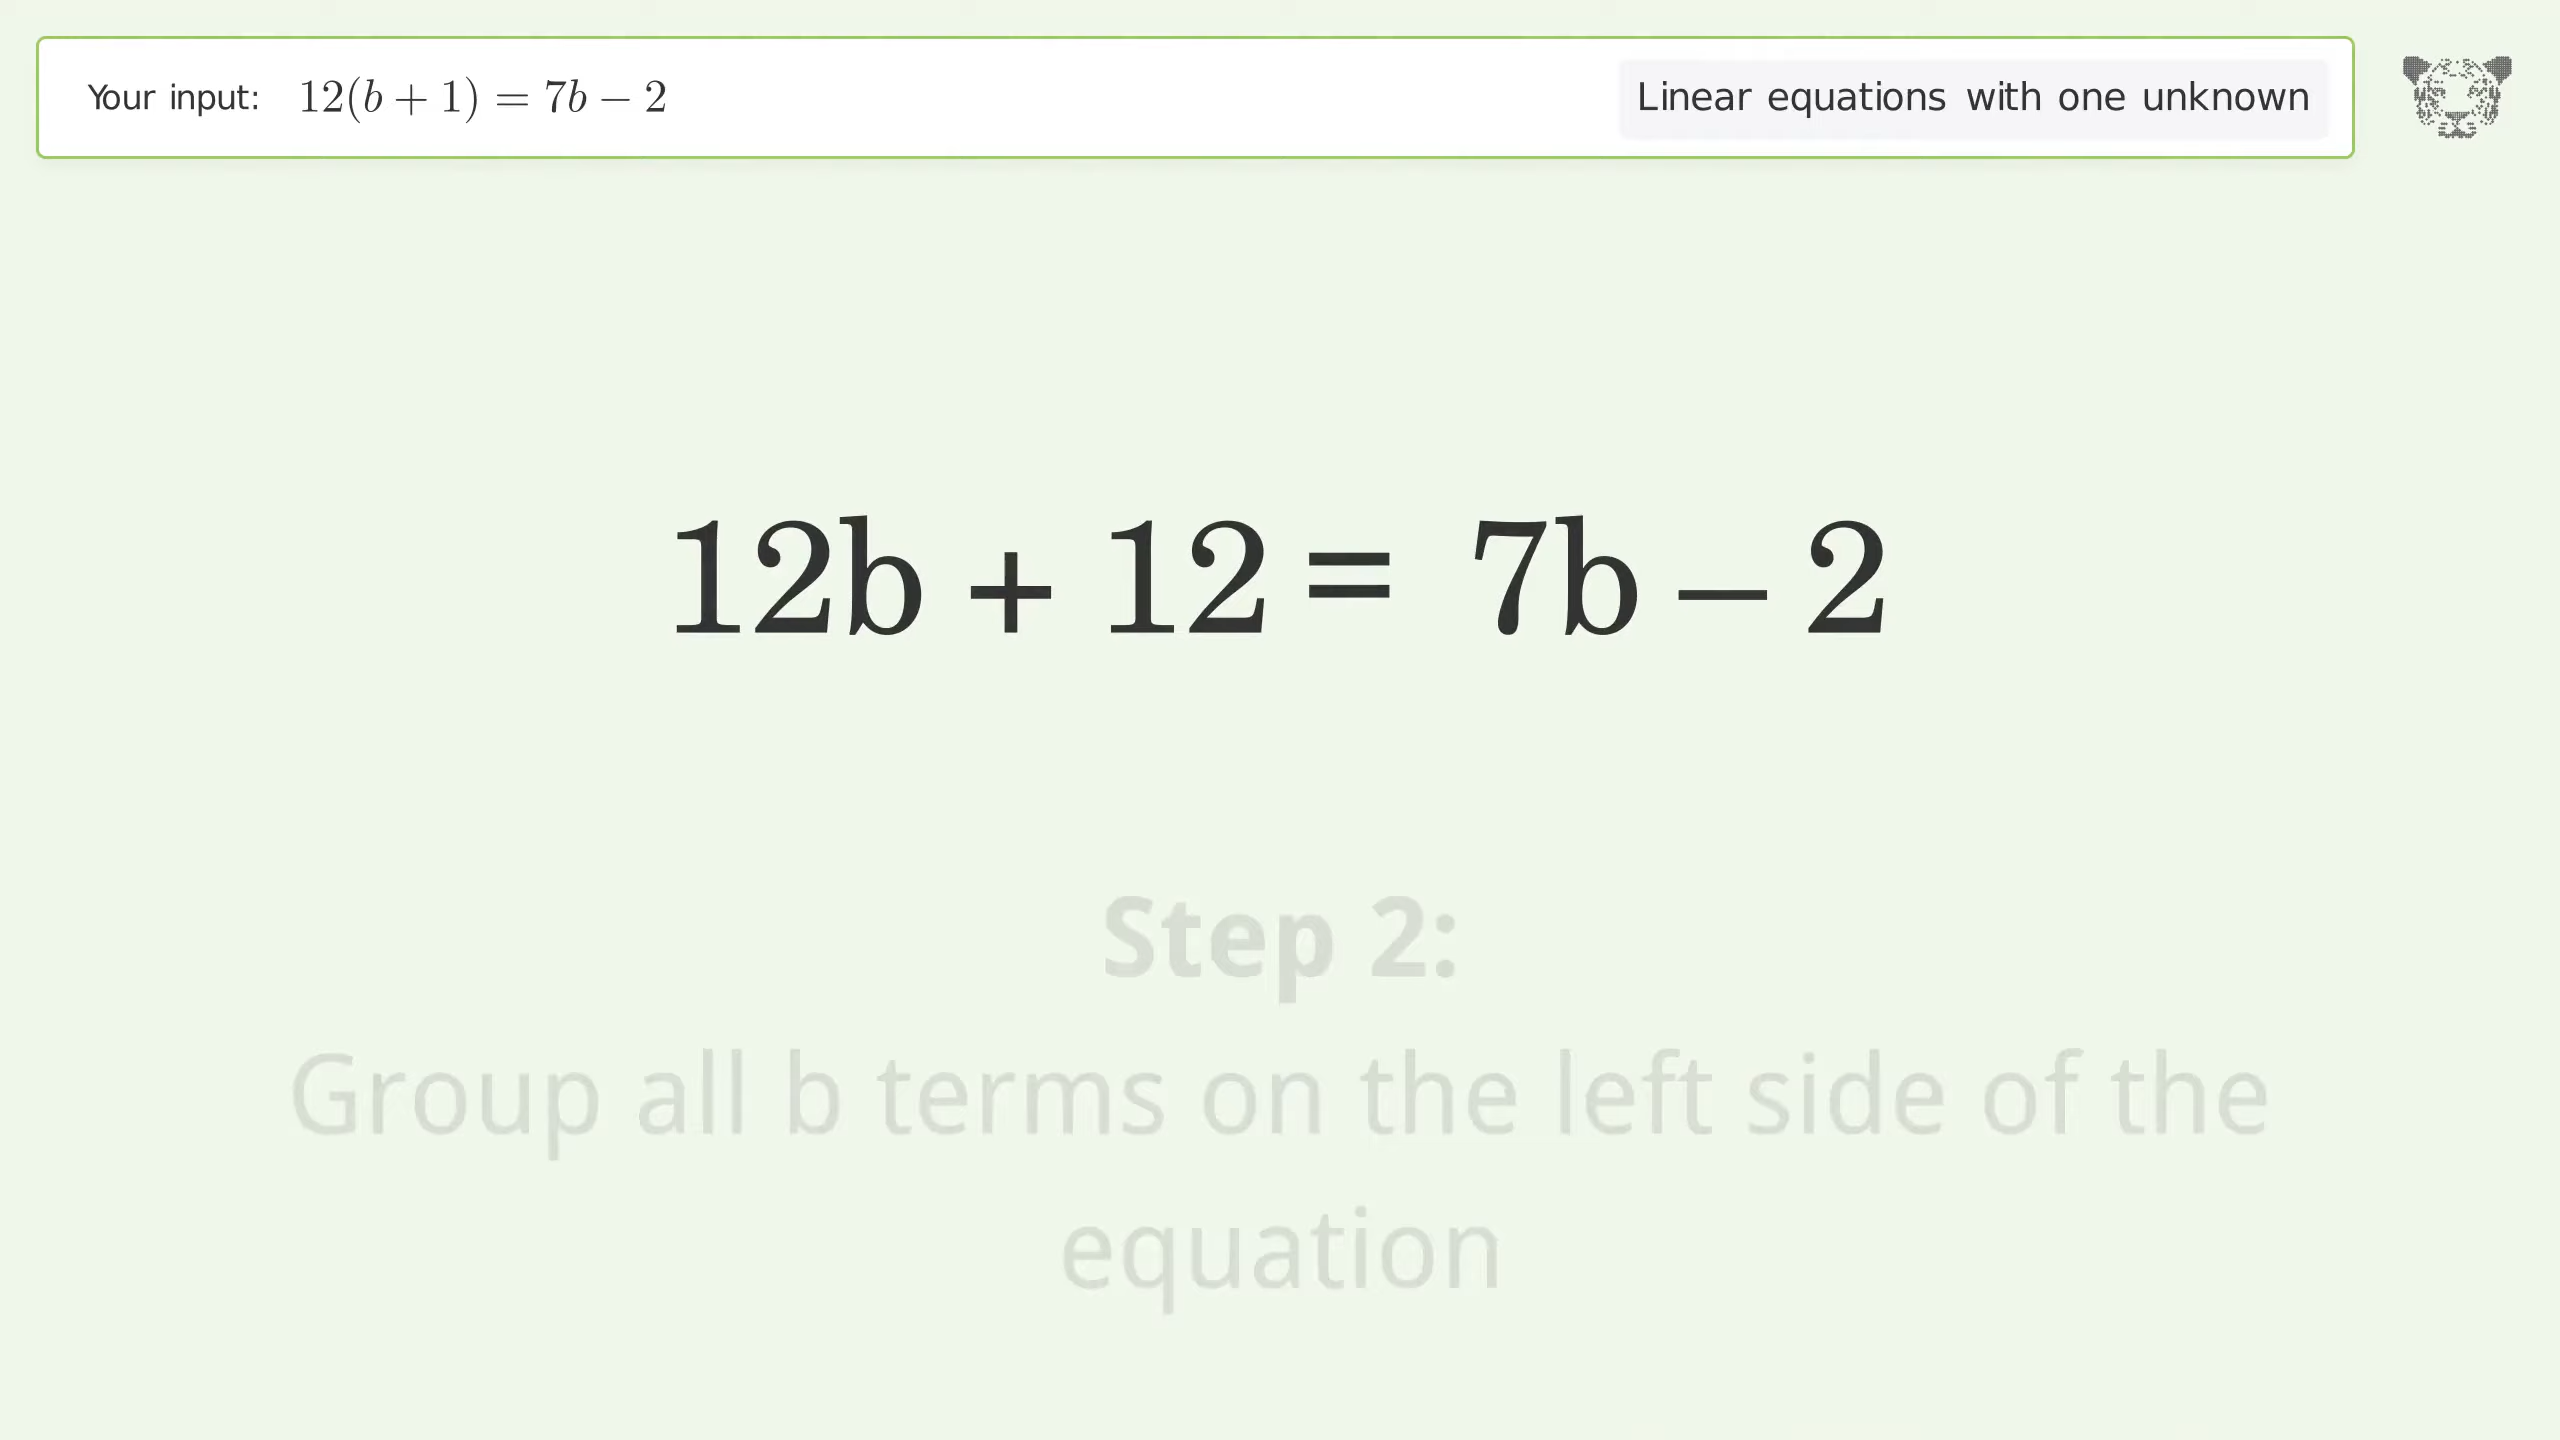 Your input: 12(b + 1) = 7b − 2
Linear equations with one unknown
12b + 12 = 7b − 2
Step 2:
Group all b terms on the left side of the
equation